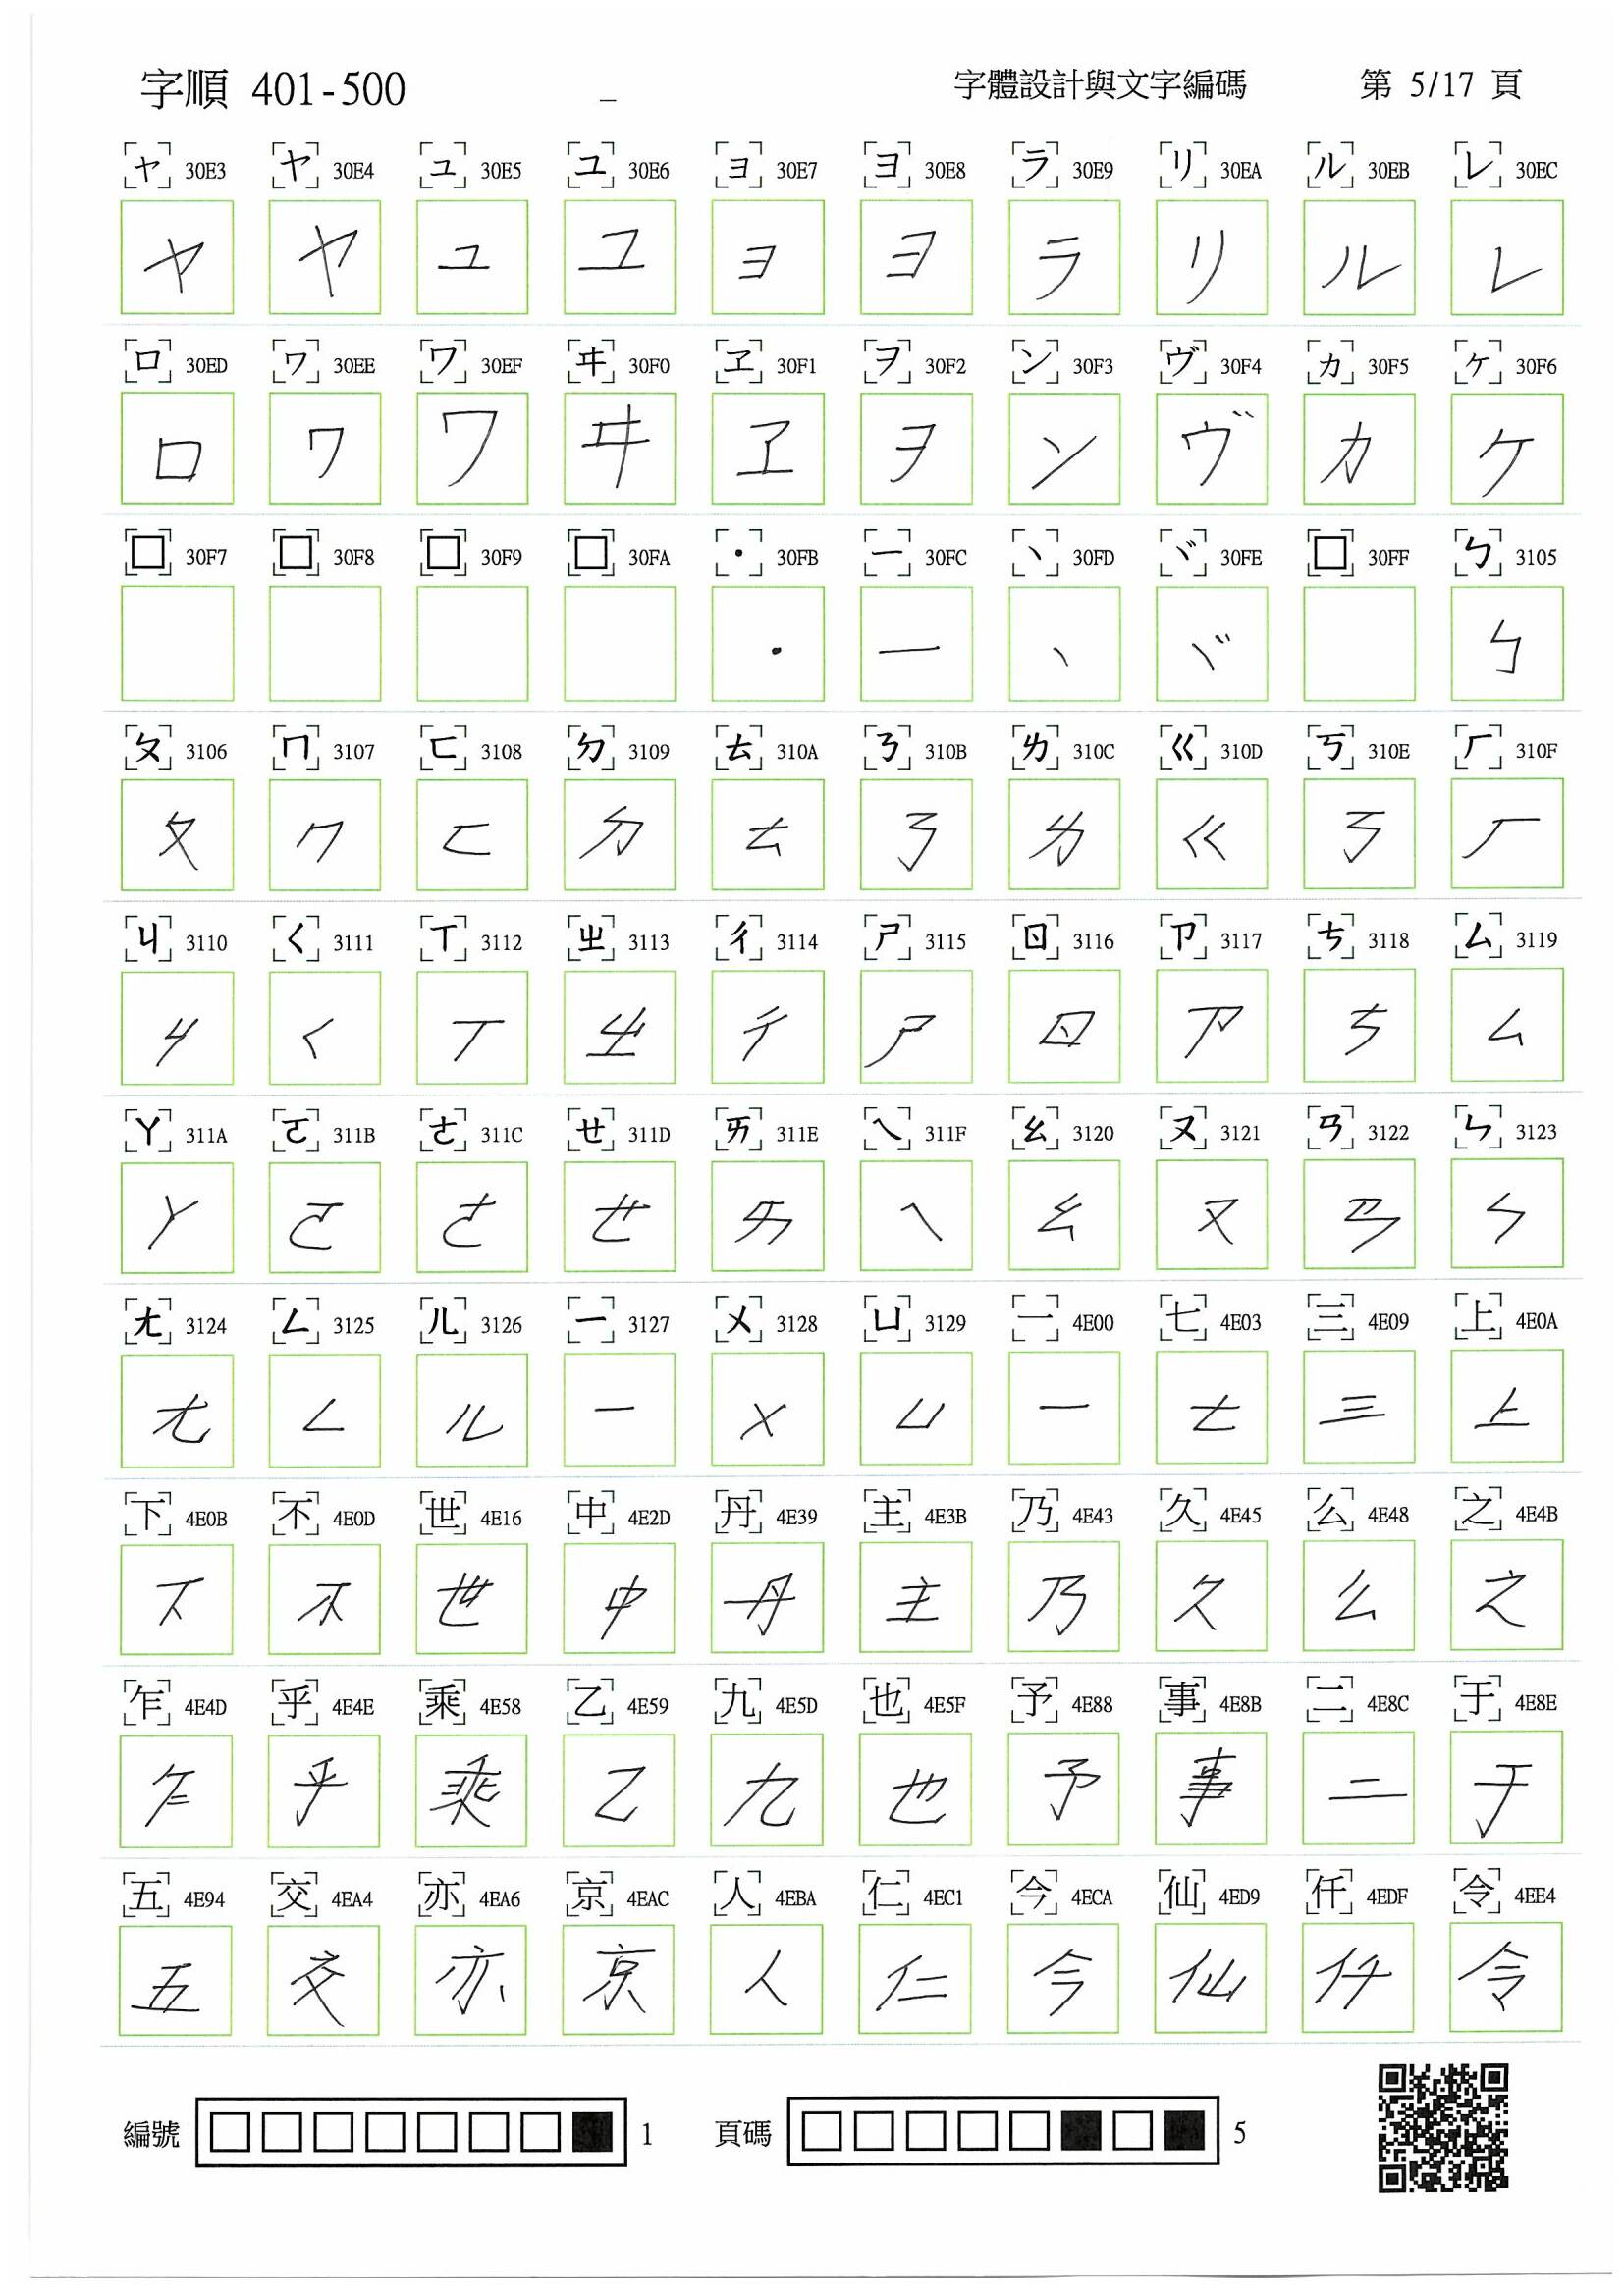 字順 401-500 _ 字體設計與文字編碼 第 5/17 頁
ャ 30E3 ヤ 30E4 ュ 30E5 ユ 30E6 ョ 30E7 ヨ 30E8 ラ 30E9 リ 30EA ル 30EB レ 30EC
ャ ヤ ュ ユ ョ ヨ ラ リ ル レ
ロ 30ED ヮ 30EE ワ 30EF ヰ 30F0 ヱ 30F1 ヲ 30F2 ン 30F3 ヴ 30F4 ヵ 30F5 ヶ 30F6
ロ ヮ ワ ヰ ヱ ヲ ン ヴ ヵ ヶ
□ 30F7 □ 30F8 □ 30F9 □ 30FA ・ 30FB ー 30FC ヽ 30FD ヾ 30FE □ 30FF ㄅ 3105
・ ー ヽ ヾ ㄅ
ㄆ 3106 ㄇ 3107 ㄈ 3108 ㄉ 3109 ㄊ 310A ㄋ 310B ㄌ 310C ㄍ 310D ㄎ 310E ㄏ 310F
ㄆ ㄇ ㄈ ㄉ ㄊ ㄋ ㄌ ㄍ ㄎ ㄏ
ㄐ 3110 ㄑ 3111 ㄒ 3112 ㄓ 3113 ㄔ 3114 ㄕ 3115 ㄖ 3116 ㄗ 3117 ㄘ 3118 ㄙ 3119
ㄐ ㄑ ㄒ ㄓ ㄔ ㄕ ㄖ ㄗ ㄘ ㄙ
ㄚ 311A ㄛ 311B ㄜ 311C ㄝ 311D ㄞ 311E ㄟ 311F ㄠ 3120 ㄡ 3121 ㄢ 3122 ㄣ 3123
ㄚ ㄛ ㄜ ㄝ ㄞ ㄟ ㄠ ㄡ ㄢ ㄣ
ㄤ 3124 ㄥ 3125 ㄦ 3126 ㄧ 3127 ㄨ 3128 ㄩ 3129 一 4E00 七 4E03 三 4E09 上 4E0A
ㄤ ㄥ ㄦ ㄧ ㄨ ㄩ 一 七 三 上
下 4E0B 不 4E0D 世 4E16 中 4E2D 丹 4E39 主 4E3B 乃 4E43 久 4E45 么 4E48 之 4E4B
下 不 世 中 丹 主 乃 久 么 之
乍 4E4D 乎 4E4E 乘 4E58 乙 4E59 九 4E5D 也 4E5F 予 4E88 事 4E8B 二 4E8C 于 4E8E
乍 乎 乘 乙 九 也 予 事 二 于
五 4E94 交 4EA4 亦 4EA6 京 4EAC 人 4EBA 仁 4EC1 今 4ECA 仙 4ED9 仟 4EDF 令 4EE4
五 交 亦 京 人 仁 今 仙 仟 令
編號 1 頁碼 5